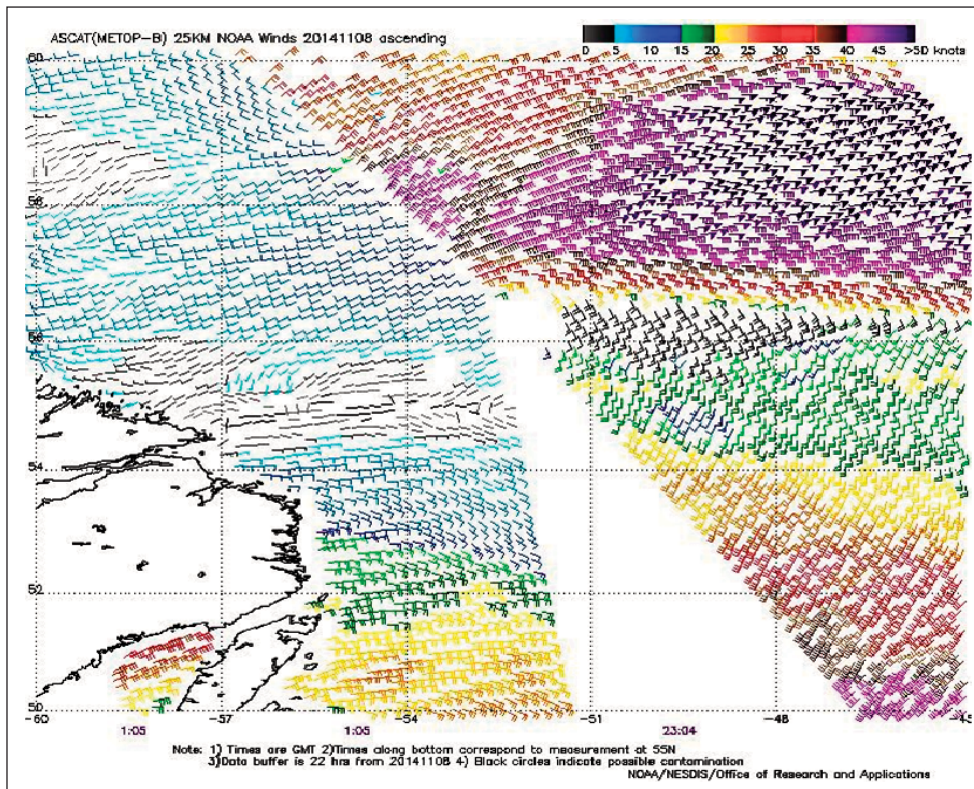 ASCAT(METOP-B) 25KM NOAA Winds 20141108 ascending
0 5 10 15 20 25 30 35 40 45 >50 knots
60
58
56
54
52
50
-60 -57 -54 -51 -48 -45
1:05 1:05 23:04
Note: 1) Times are GMT 2)Times along bottom correspond to measurement at 55N
3)Data buffer is 22 hrs from 20141108 4) Black circles indicate possible contamination
NOAA/NESDIS/Office of Research and Applications